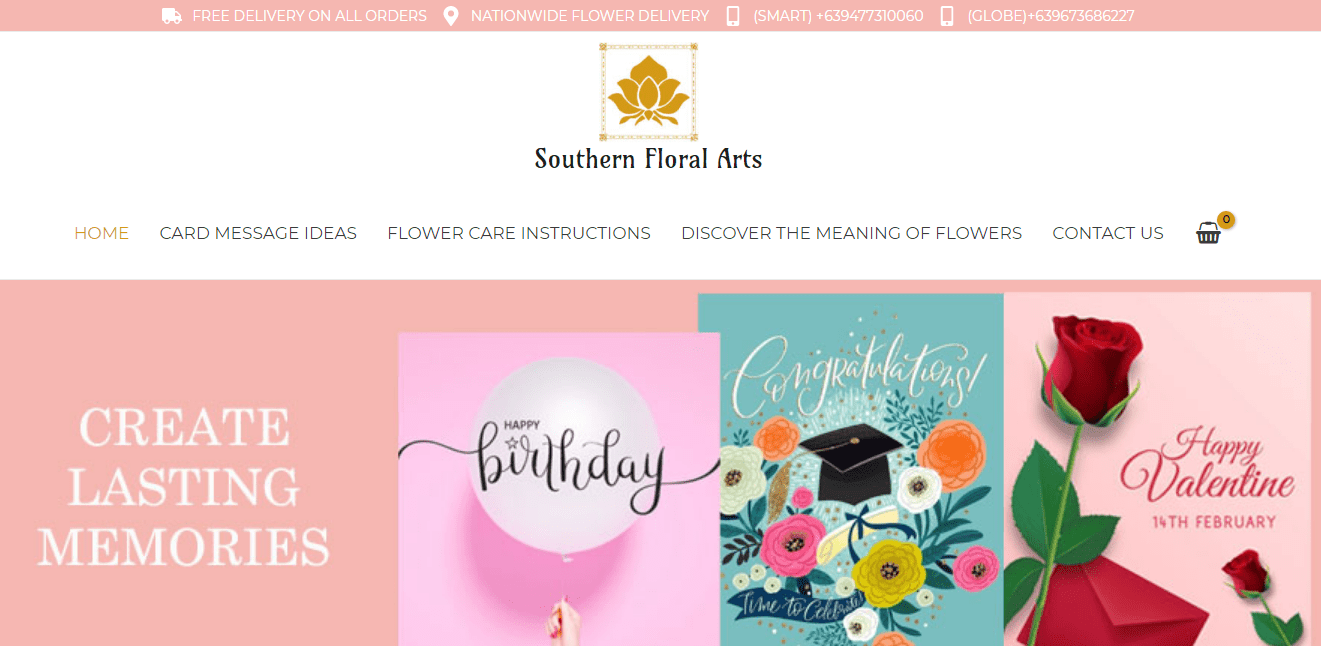 FREE DELIVERY ON ALL ORDERS NATIONWIDE FLOWER DELIVERY (SMART) +639477310060 (GLOBE)+639673686227
Southern Floral Arts
HOME CARD MESSAGE IDEAS FLOWER CARE INSTRUCTIONS DISCOVER THE MEANING OF FLOWERS CONTACT US 0
CREATE
LASTING
MEMORIES
HAPPY
birthday
Congratulations!
Time to Celebrate
Happy
Valentine
14TH FEBRUARY